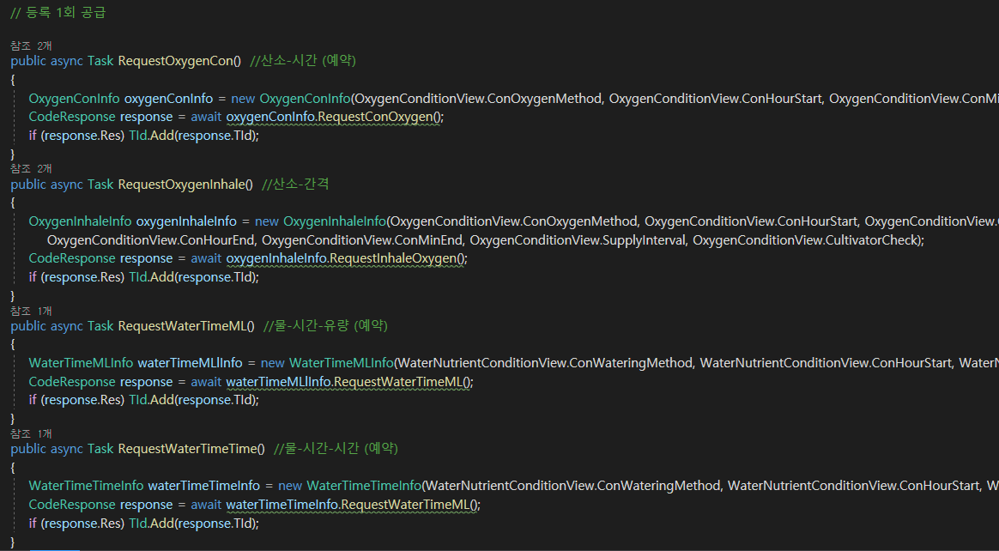 // 등록 1회 공급
참조 2개
public async Task RequestOxygenCon() //산소-시간 (예약)
{
OxygenConInfo oxygenConInfo = new OxygenConInfo(OxygenConditionView.ConOxygenMethod, OxygenConditionView.ConHourStart, OxygenConditionView.ConMi
CodeResponse response = await oxygenConInfo.RequestConOxygen();
if (response.Res) TId.Add(response.TId);
}
참조 2개
public async Task RequestOxygenInhale() //산소-간격
{
OxygenInhaleInfo oxygenInhaleInfo = new OxygenInhaleInfo(OxygenConditionView.ConOxygenMethod, OxygenConditionView.ConHourStart, OxygenConditionView.
OxygenConditionView.ConHourEnd, OxygenConditionView.ConMinEnd, OxygenConditionView.SupplyInterval, OxygenConditionView.CultivatorCheck);
CodeResponse response = await oxygenInhaleInfo.RequestInhaleOxygen();
if (response.Res) TId.Add(response.TId);
}
참조 1개
public async Task RequestWaterTimeML() //물-시간-유량 (예약)
{
WaterTimeMLInfo waterTimeMLlInfo = new WaterTimeMLInfo(WaterNutrientConditionView.ConWateringMethod, WaterNutrientConditionView.ConHourStart, WaterN
CodeResponse response = await waterTimeMLlInfo.RequestWaterTimeML();
if (response.Res) TId.Add(response.TId);
}
참조 1개
public async Task RequestWaterTimeTime() //물-시간-시간 (예약)
{
WaterTimeTimeInfo waterTimeTimeInfo = new WaterTimeTimeInfo(WaterNutrientConditionView.ConWateringMethod, WaterNutrientConditionView.ConHourStart, W
CodeResponse response = await waterTimeTimeInfo.RequestWaterTimeML();
if (response.Res) TId.Add(response.TId);
}